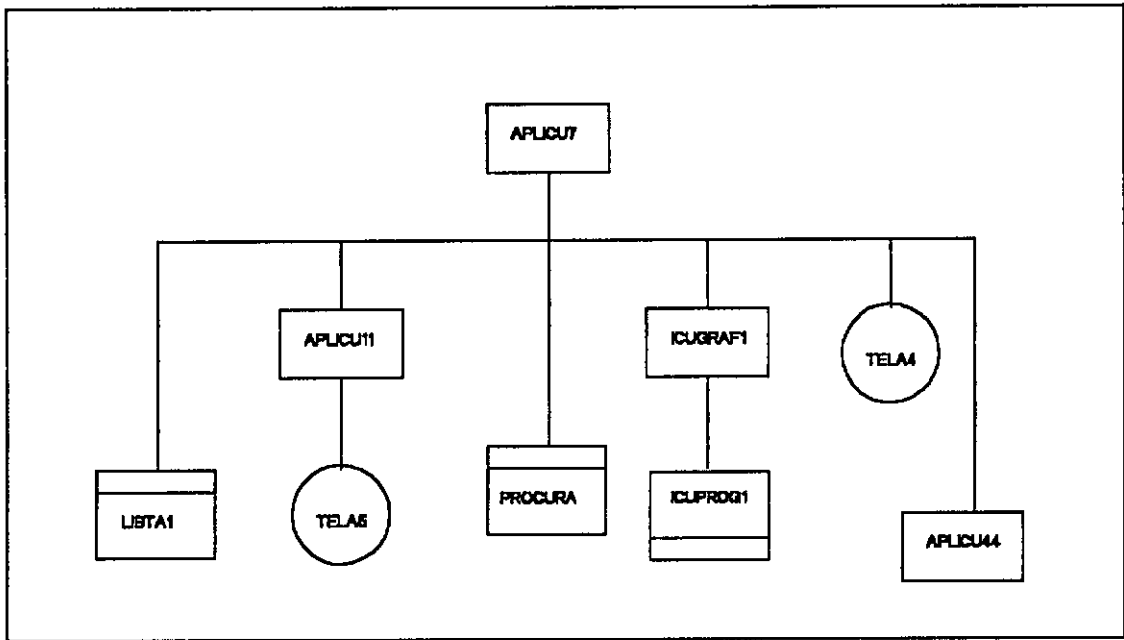 APLICU7
APLICU11
ICUGRAF1
TELA4
LISTA1
TELA5
PROCURA
ICUPROG1
APLICU44